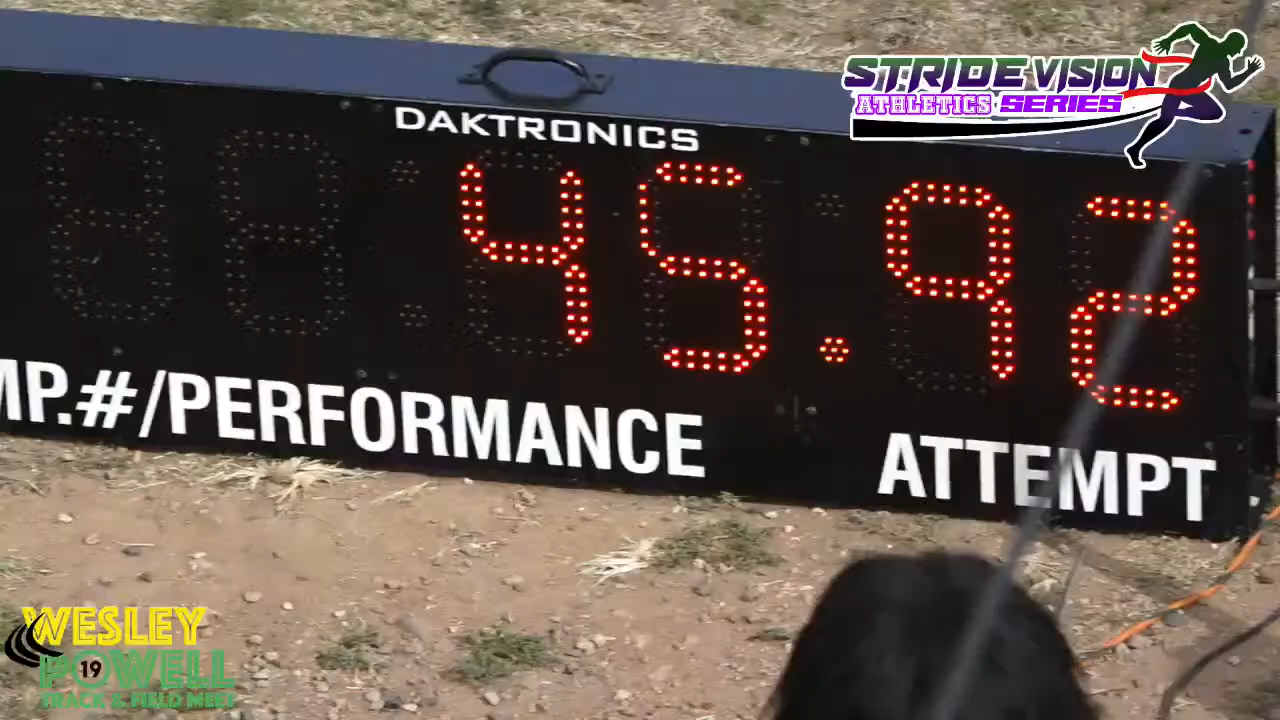 STRIDE VISION
ATHLETICS SERIES
DAKTRONICS
45.92
MP.#/PERFORMANCE
ATTEMPT
WESLEY
POWELL
19
TRACK & FIELD MEET